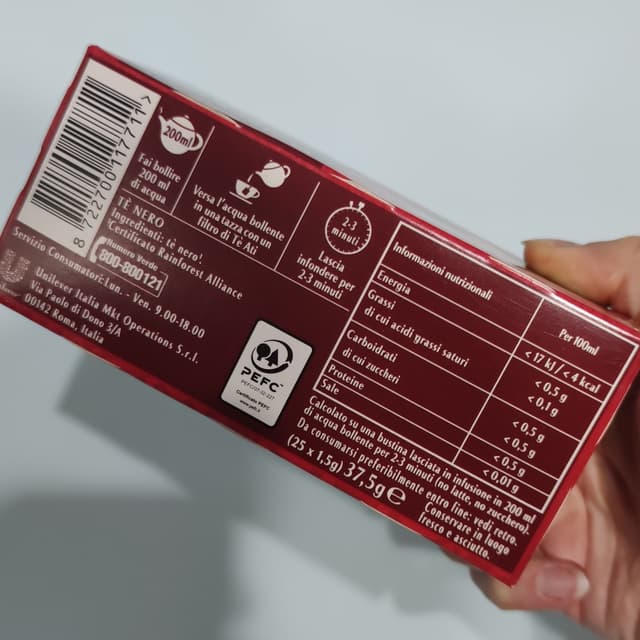 8 722700 117711 >
200ml
Fai bollire
200 ml
di acqua
Versa l'acqua bollente
in una tazza con un
filtro di Tè Ati
2-3
minuti
Lascia
infondere per
2-3 minuti
TÈ NERO
Ingredienti: tè nero¹.
¹Certificato Rainforest Alliance
Numero Verde
800-800121
Servizio Consumatori: Lun. - Ven. 9.00-18.00
Unilever Italia Mkt Operations S.r.l.
Via Paolo di Dono 3/A
00142 Roma, Italia
PEFC™
PEFC/07-32-227
Certificato PEFC
www.pefc.it
Informazioni nutrizionali Per 100ml
Energia <17 kJ / <4 kcal
Grassi <0,5 g
di cui acidi grassi saturi <0,1 g
Carboidrati <0,5 g
di cui zuccheri <0,5 g
Proteine <0,5 g
Sale <0,01 g
Calcolato su una bustina lasciata in infusione in 200 ml
di acqua bollente per 2-3 minuti (no latte, no zucchero).
Da consumarsi preferibilmente entro fine: vedi retro.
(25 x 1,5g) 37,5g e
Conservare in luogo
fresco e asciutto.